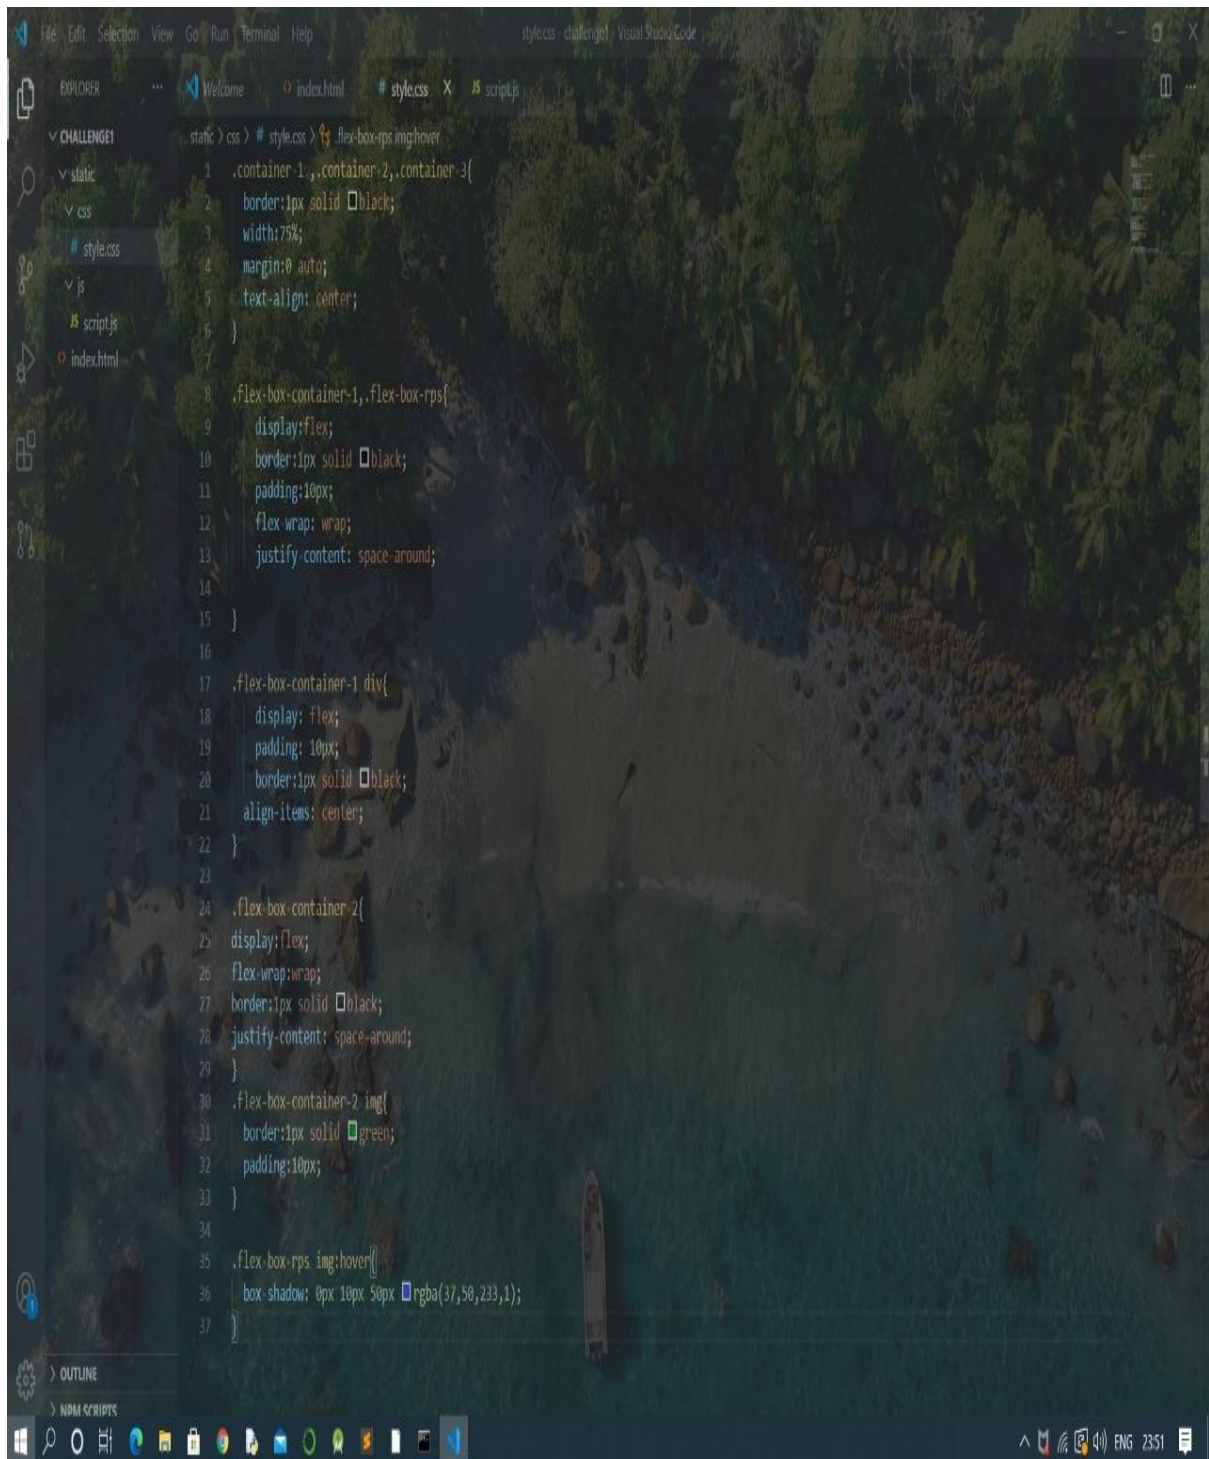 File Edit Selection View Go Run Terminal Help style.css - challenge1 - Visual Studio Code
EXPLORER ··· Welcome index.html # style.css X JS script.js ···
CHALLENGE1
static > css > # style.css > .flex-box-rps img:hover
static
css
# style.css
js
JS script.js
index.html
1 .container-1 ,.container-2,.container-3{
2 border:1px solid black;
3 width:75%;
4 margin:0 auto;
5 text-align: center;
6 }
7
8 .flex-box-container-1,.flex-box-rps{
9 display:flex;
10 border:1px solid black;
11 padding:10px;
12 flex-wrap: wrap;
13 justify-content: space-around;
14
15 }
16
17 .flex-box-container-1 div{
18 display: flex;
19 padding: 10px;
20 border:1px solid black;
21 align-items: center;
22 }
23
24 .flex-box-container-2{
25 display:flex;
26 flex-wrap:wrap;
27 border:1px solid black;
28 justify-content: space-around;
29 }
30 .flex-box-container-2 img{
31 border:1px solid green;
32 padding:10px;
33 }
34
35 .flex-box-rps img:hover{
36 box-shadow: 0px 10px 50px rgba(37,50,233,1);
37 }
1
OUTLINE
NPM SCRIPTS
ENG 23:51